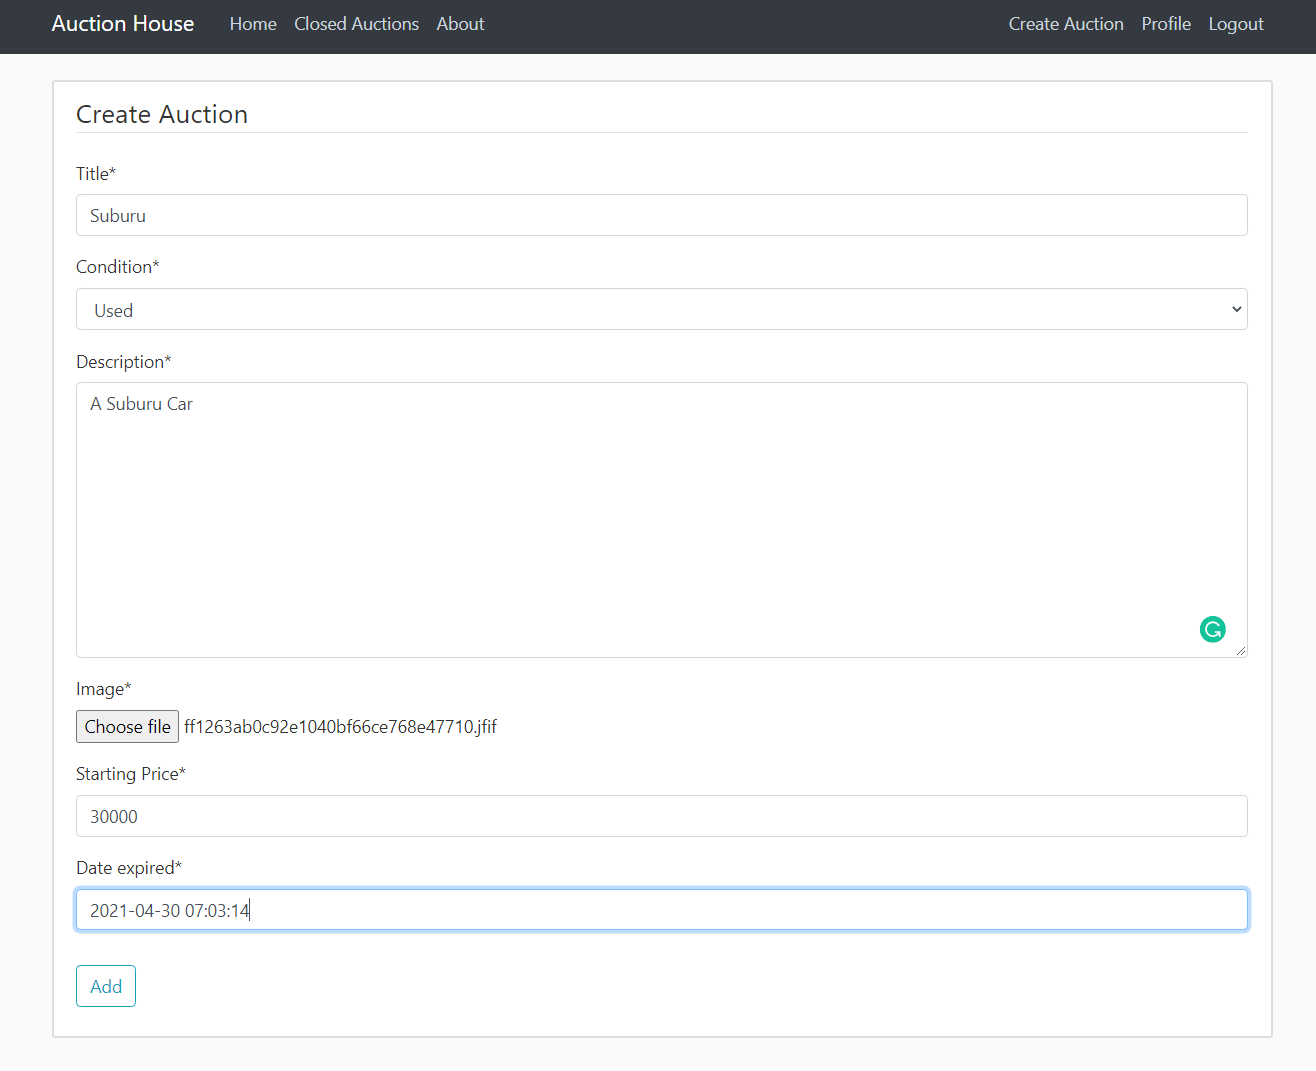 Auction House Home Closed Auctions About Create Auction Profile Logout
Create Auction
Title*
Suburu
Condition*
Used
Description*
A Suburu Car
Image*
Choose file ff1263ab0c92e1040bf66ce768e47710.jfif
Starting Price*
30000
Date expired*
2021-04-30 07:03:14
Add